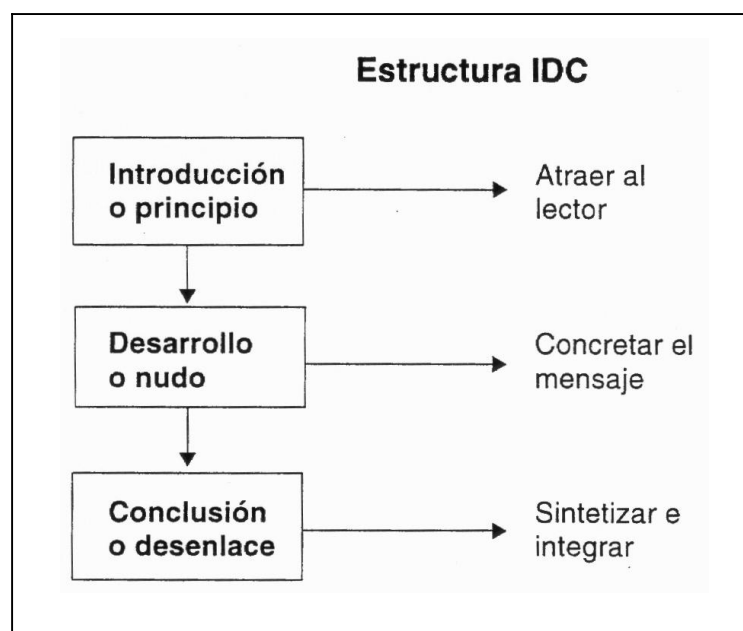 Estructura IDC
Introducción
o principio
Atraer al
lector
Desarrollo
o nudo
Concretar el
mensaje
Conclusión
o desenlace
Sintetizar e
integrar